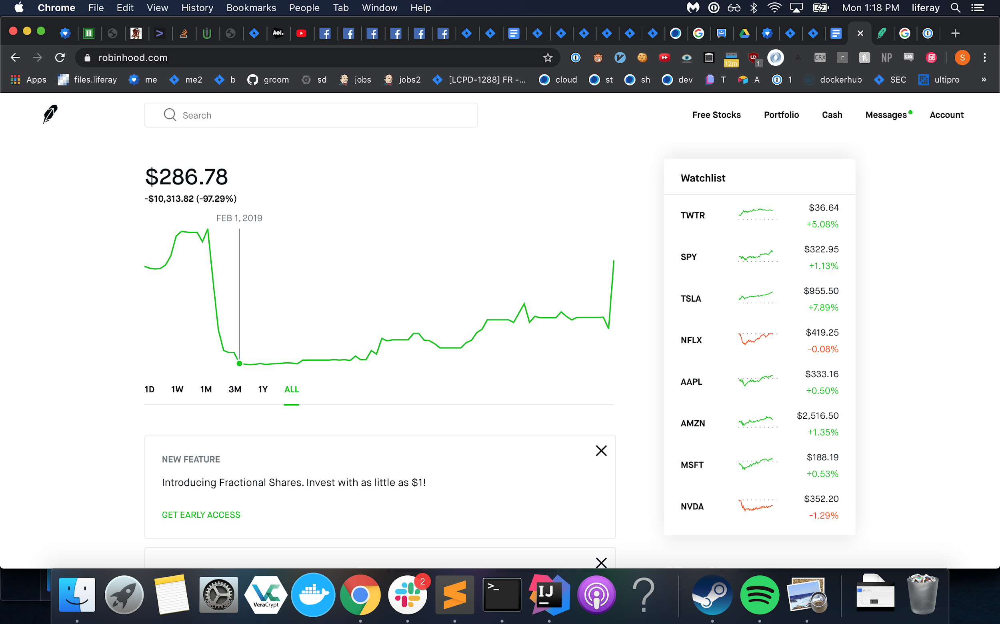 Chrome File Edit View History Bookmarks People Tab Window Help Mon 1:18 PM liferay
Aol.
robinhood.com
12m 1 CRX r NP CSS S
Apps files.liferay me me2 b groom sd jobs jobs2 [LCPD-1288] FR -... cloud st sh dev T A 1 dockerhub SEC ultipro »
Search
Free Stocks Portfolio Cash Messages Account
$286.78
-$10,313.82 (-97.29%)
FEB 1, 2019
1D 1W 1M 3M 1Y ALL
NEW FEATURE
Introducing Fractional Shares. Invest with as little as $1!
GET EARLY ACCESS
Watchlist
TWTR $36.64
+5.08%
SPY $322.95
+1.13%
TSLA $955.50
+7.89%
NFLX $419.25
-0.08%
AAPL $333.16
+0.50%
AMZN $2,516.50
+1.35%
MSFT $188.19
+0.53%
NVDA $352.20
-1.29%
VC
VeraCrypt
2
>_
IJ
?